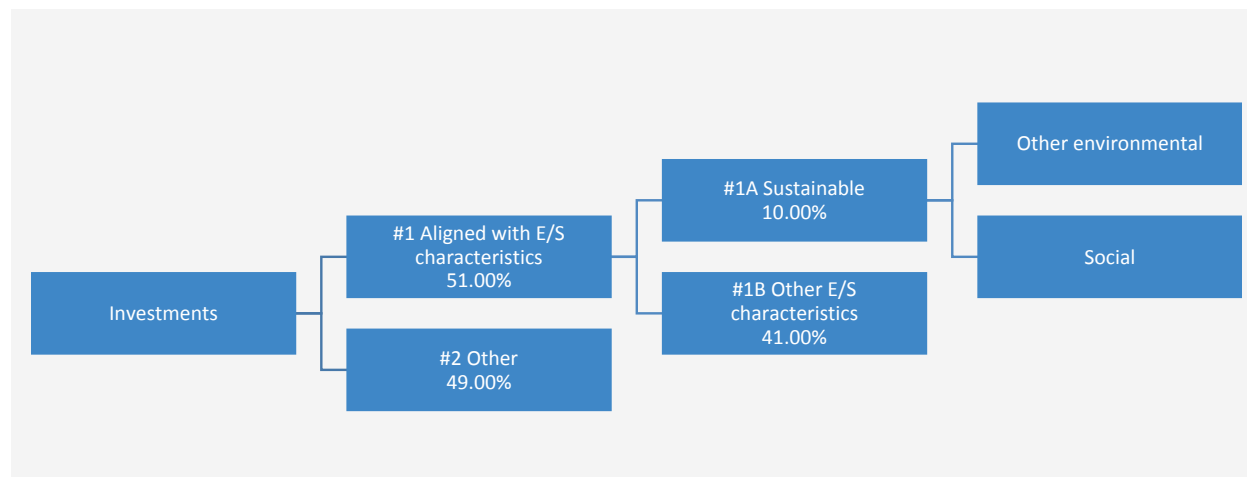 Investments
#1 Aligned with E/S
characteristics
51.00%
#2 Other
49.00%
#1A Sustainable
10.00%
#1B Other E/S
characteristics
41.00%
Other environmental
Social